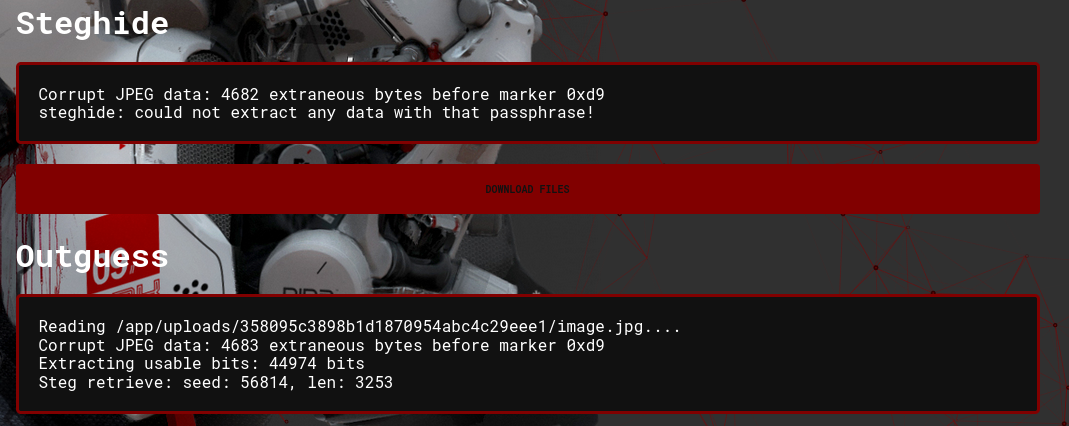 Steghide
Corrupt JPEG data: 4682 extraneous bytes before marker 0xd9
steghide: could not extract any data with that passphrase!
DOWNLOAD FILES
Outguess
09/
Reading /app/uploads/358095c3898b1d1870954abc4c29eee1/image.jpg....
Corrupt JPEG data: 4683 extraneous bytes before marker 0xd9
Extracting usable bits: 44974 bits
Steg retrieve: seed: 56814, len: 3253